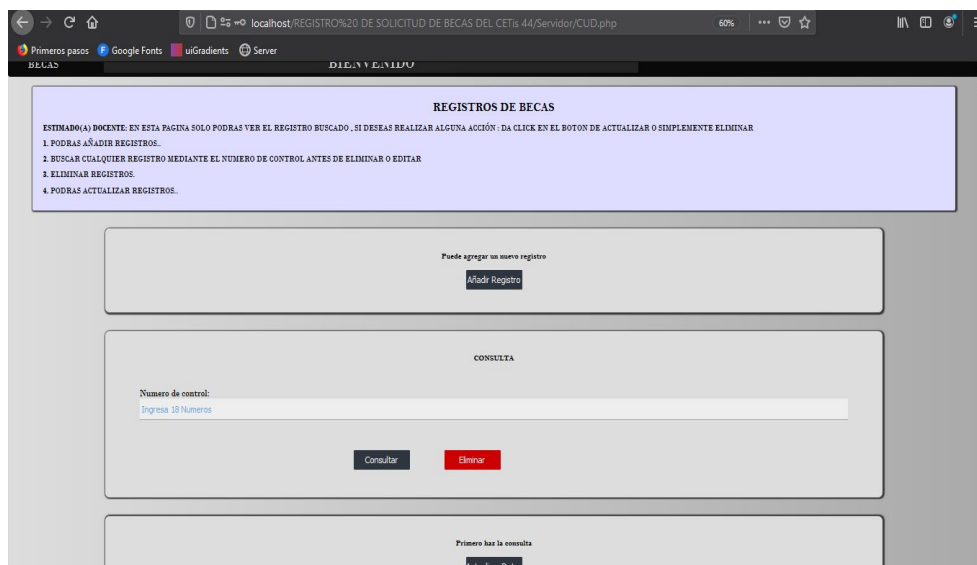 localhost/REGISTRO%20 DE SOLICITUD DE BECAS DEL CETis 44/Servidor/CUD.php 60%
Primeros pasos Google Fonts uiGradients Server
BECAS BIENVENIDO
REGISTROS DE BECAS
ESTIMADO(A) DOCENTE: EN ESTA PAGINA SOLO PODRAS VER EL REGISTRO BUSCADO , SI DESEAS REALIZAR ALGUNA ACCIÓN : DA CLICK EN EL BOTON DE ACTUALIZAR O SIMPLEMENTE ELIMINAR
1. PODRAS AÑADIR REGISTROS..
2. BUSCAR CUALQUIER REGISTRO MEDIANTE EL NUMERO DE CONTROL ANTES DE ELIMINAR O EDITAR
3. ELIMINAR REGISTROS.
4. PODRAS ACTUALIZAR REGISTROS..
Puede agregar un nuevo registro
Añadir Registro
CONSULTA
Numero de control:
Ingresa 18 Numeros
Consultar Eliminar
Primero haz la consulta